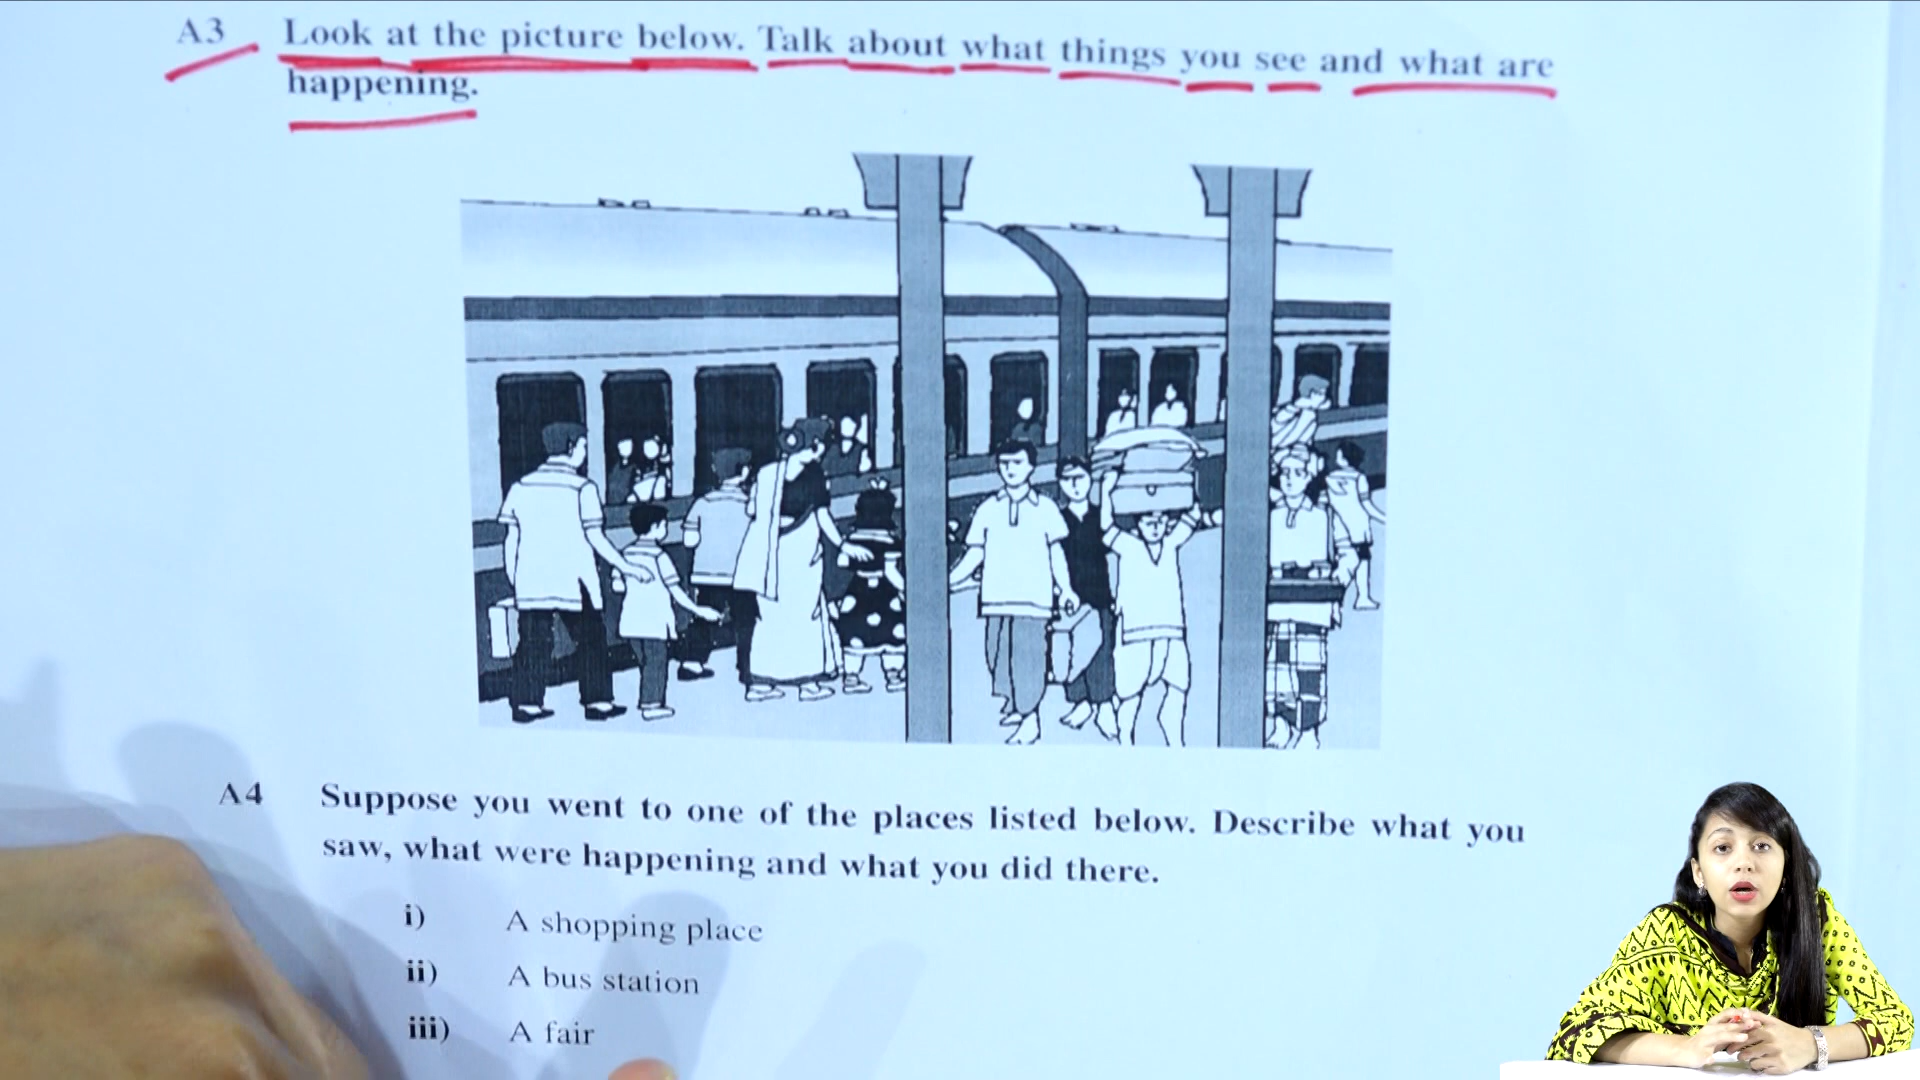 A3 Look at the picture below. Talk about what things you see and what are
happening.
A4 Suppose you went to one of the places listed below. Describe what you
saw, what were happening and what you did there.
i) A shopping place
ii) A bus station
iii) A fair